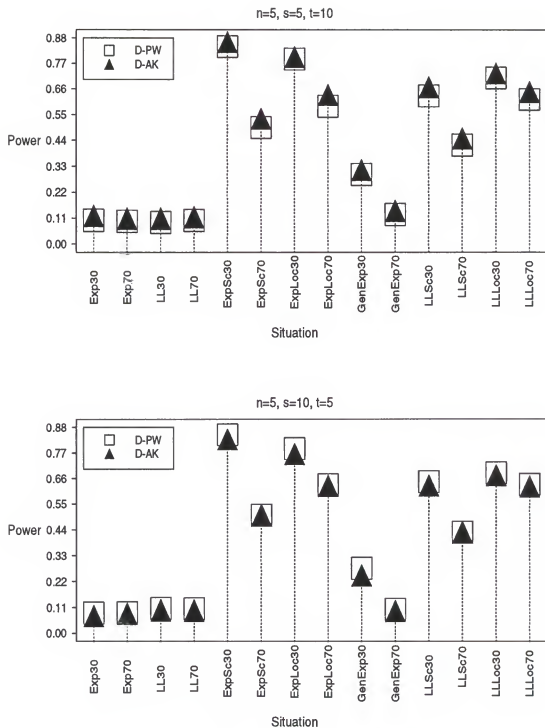 n=5, s=5, t=10
0.88
0.77
0.66
0.55
0.44
0.33
0.22
0.11
0.00
Power
D-PW
D-AK
Exp30
Exp70
LL30
LL70
ExpSc30
ExpSc70
ExpLoc30
ExpLoc70
GenExp30
GenExp70
LLSc30
LLSc70
LLLoc30
LLLoc70
Situation
n=5, s=10, t=5
0.88
0.77
0.66
0.55
0.44
0.33
0.22
0.11
0.00
Power
D-PW
D-AK
Exp30
Exp70
LL30
LL70
ExpSc30
ExpSc70
ExpLoc30
ExpLoc70
GenExp30
GenExp70
LLSc30
LLSc70
LLLoc30
LLLoc70
Situation